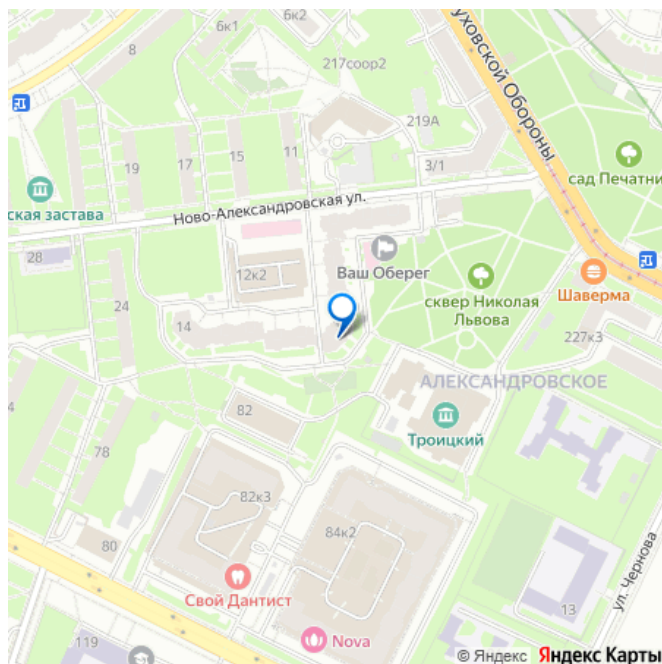 6к1
6к2
8
217соор2
уховской Обороны
219А
11
15
17
19
3/1
сад Печатни
ская застава
Ново-Александровская ул.
28
12к2
Ваш Оберег
сквер Николая
Львова
Шаверма
24
14
227к3
АЛЕКСАНДРОВСКОЕ
4
82
Троицкий
78
82к3
84к2
80
Свой Дантист
13
ул. Чернова
119
Nova
© Яндекс Яндекс Карты